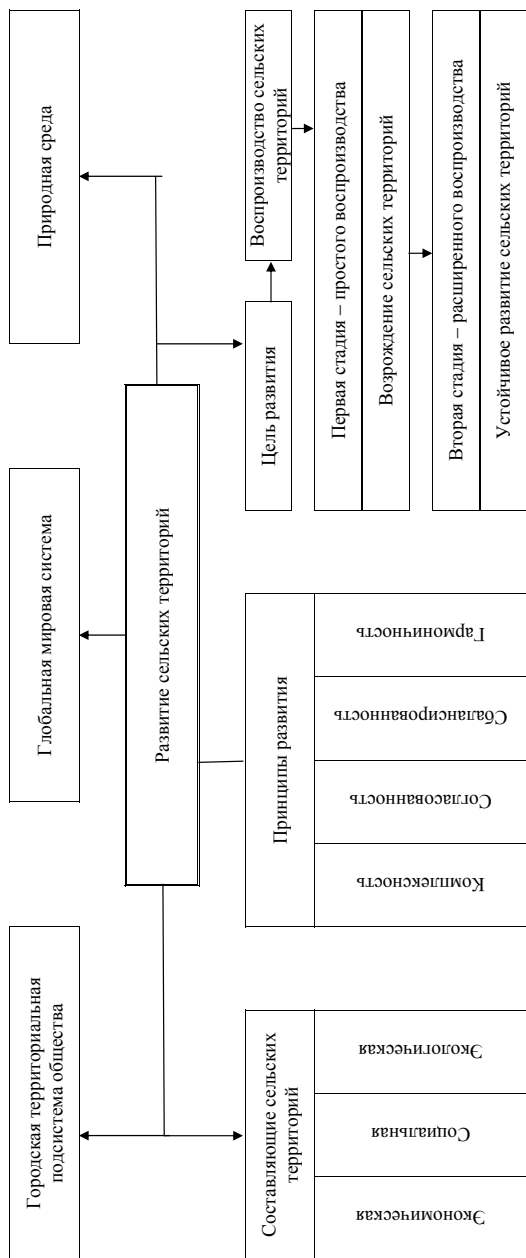 Городская территориальная
подсистема общества
Глобальная мировая система
Природная среда
Развитие сельских территорий
Составляющие сельских
территорий
Экономическая
Социальная
Экологическая
Принципы развития
Комплексность
Согласованность
Сбалансированность
Гармоничность
Цель развития
Воспроизводство сельских
территорий
Первая стадия – простого воспроизводства
Возрождение сельских территорий
Вторая стадия – расширенного воспроизводства
Устойчивое развитие сельских территорий